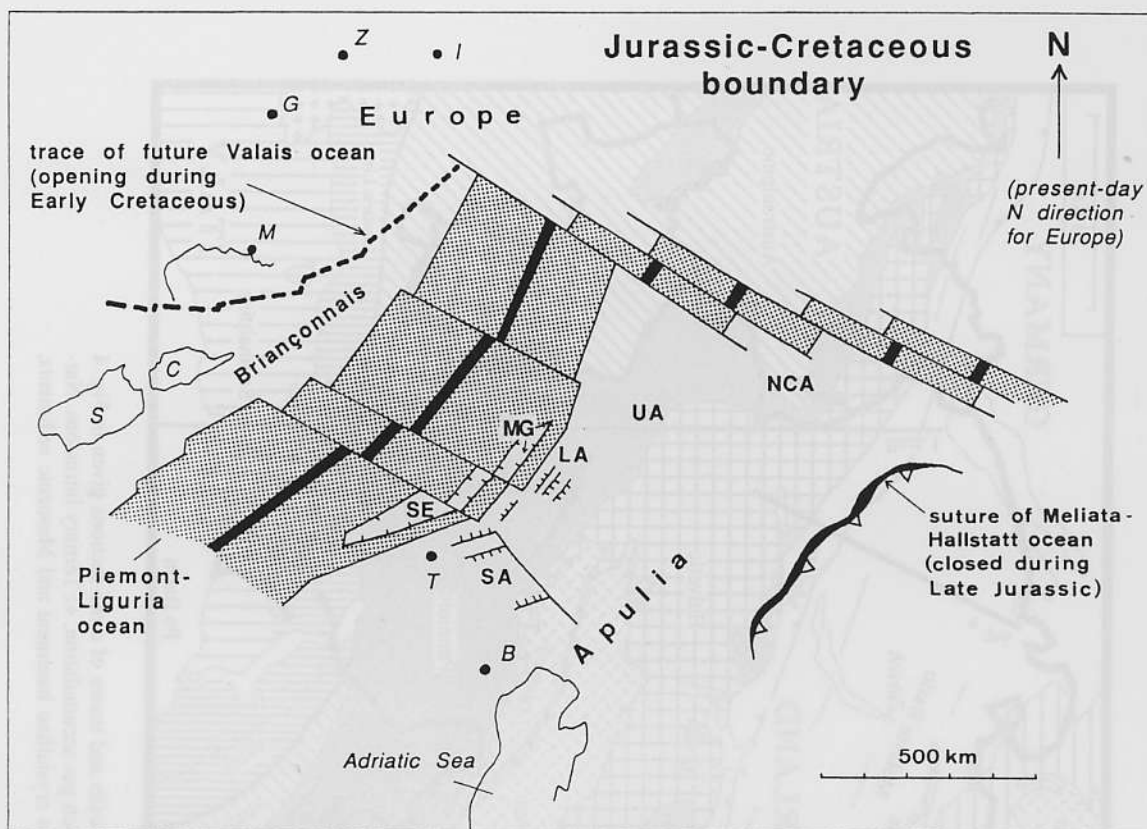 Jurassic-Cretaceous
boundary
N
(present-day
N direction
for Europe)
Z
I
G
Europe
trace of future Valais ocean
(opening during
Early Cretaceous)
M
Briançonnais
C
S
NCA
UA
MG
LA
SE
T
SA
Piemont-
Liguria
ocean
suture of Meliata-
Hallstatt ocean
(closed during
Late Jurassic)
Apulia
B
Adriatic Sea
500 km